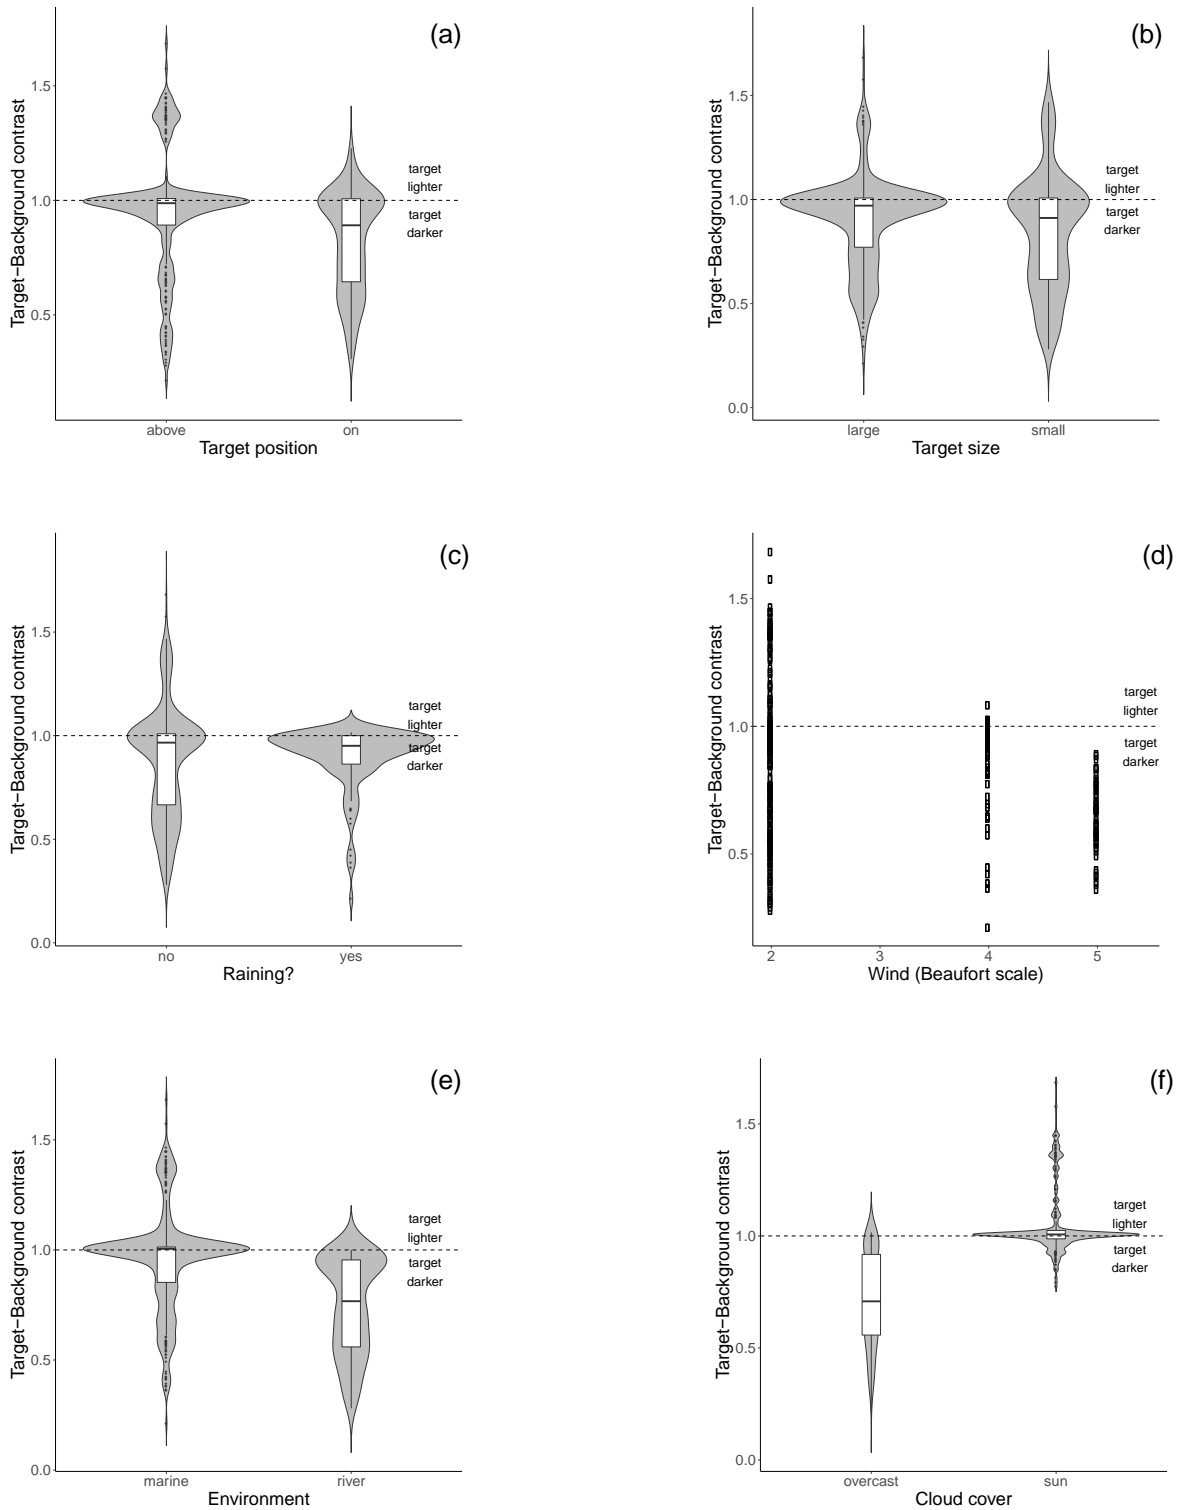 (a)
Target−Background contrast
1.5
1.0
0.5
target
lighter
target
darker
above
on
Target position
(b)
Target−Background contrast
1.5
1.0
0.5
0.0
target
lighter
target
darker
large
small
Target size
(c)
Target−Background contrast
1.5
1.0
0.5
0.0
target
lighter
target
darker
no
yes
Raining?
(d)
Target−Background contrast
1.5
1.0
0.5
target
lighter
target
darker
2
3
4
5
Wind (Beaufort scale)
(e)
Target−Background contrast
1.5
1.0
0.5
0.0
target
lighter
target
darker
marine
river
Environment
(f)
Target−Background contrast
1.5
1.0
0.5
0.0
target
lighter
target
darker
overcast
sun
Cloud cover